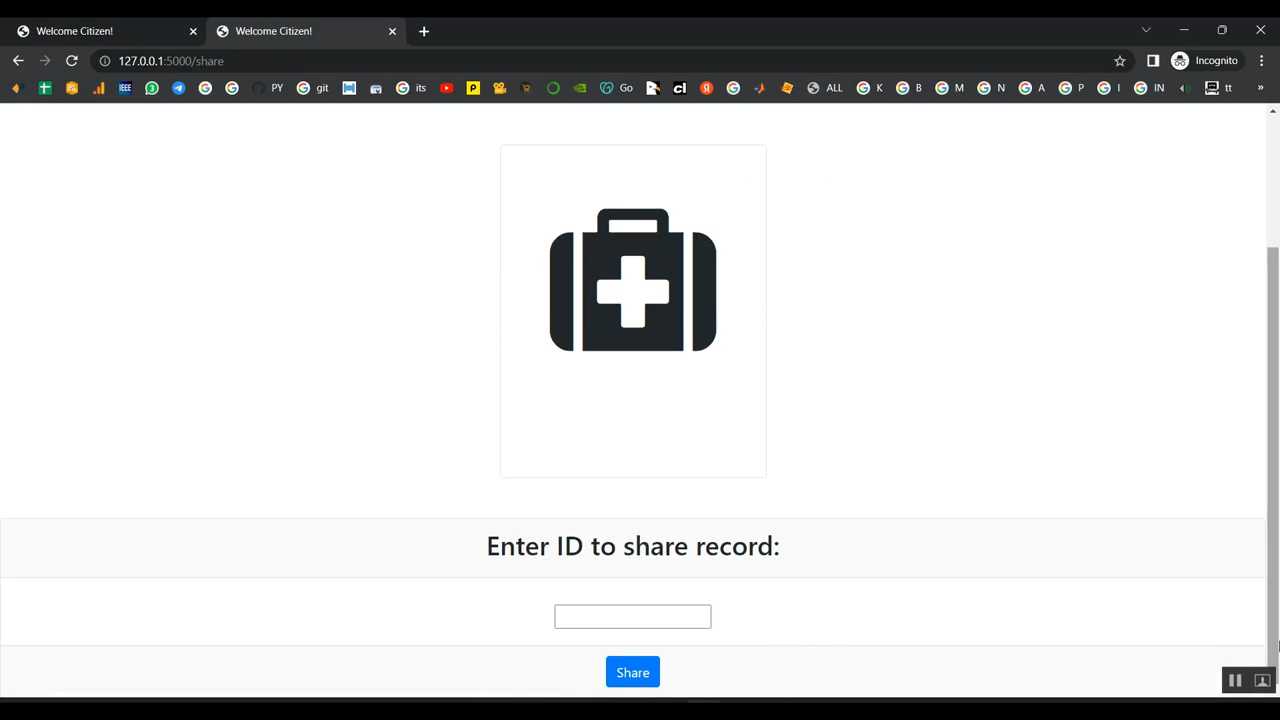 Welcome Citizen!
Welcome Citizen!
127.0.0.1:5000/share
Incognito
PY
git
its
Go
ALL
K
B
M
N
A
P
I
IN
tt
Enter ID to share record:
Share